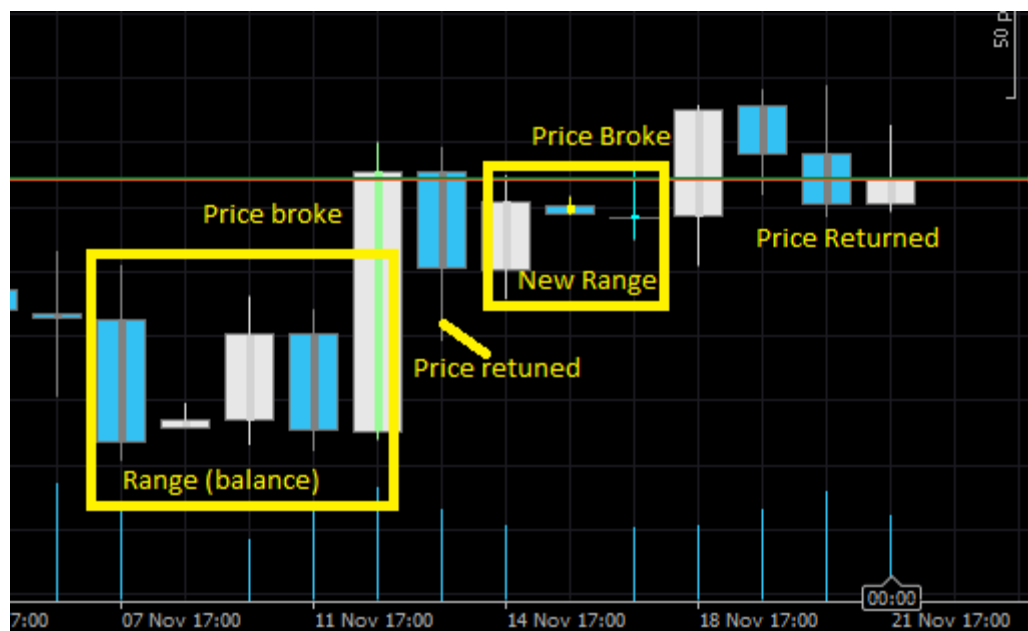 50 p
Price Broke
Price broke
Price Returned
New Range
Price retuned
Range (balance)
00:00
7:00 07 Nov 17:00 11 Nov 17:00 14 Nov 17:00 18 Nov 17:00 21 Nov 17:00